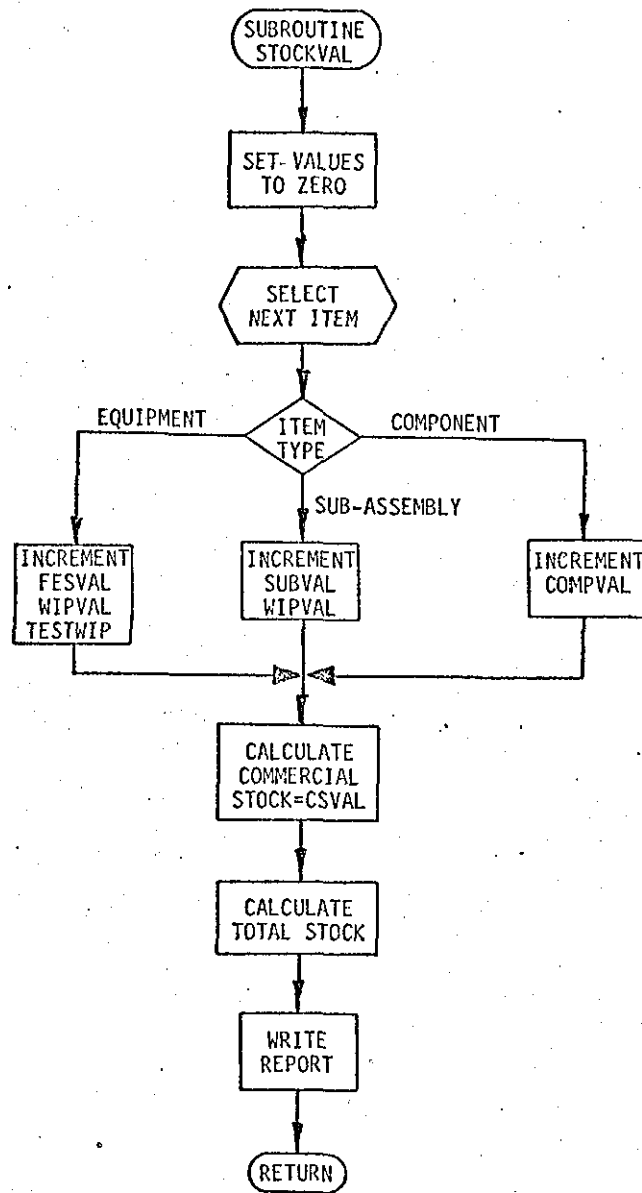 SUBROUTINE
STOCKVAL
SET-VALUES
TO ZERO
SELECT
NEXT ITEM
EQUIPMENT
ITEM
TYPE
COMPONENT
SUB-ASSEMBLY
INCREMENT
FESVAL
WIPVAL
TESTWIP
INCREMENT
SUBVAL
WIPVAL
INCREMENT
COMPVAL
CALCULATE
COMMERCIAL
STOCK=CSVAL
CALCULATE
TOTAL STOCK
WRITE
REPORT
RETURN